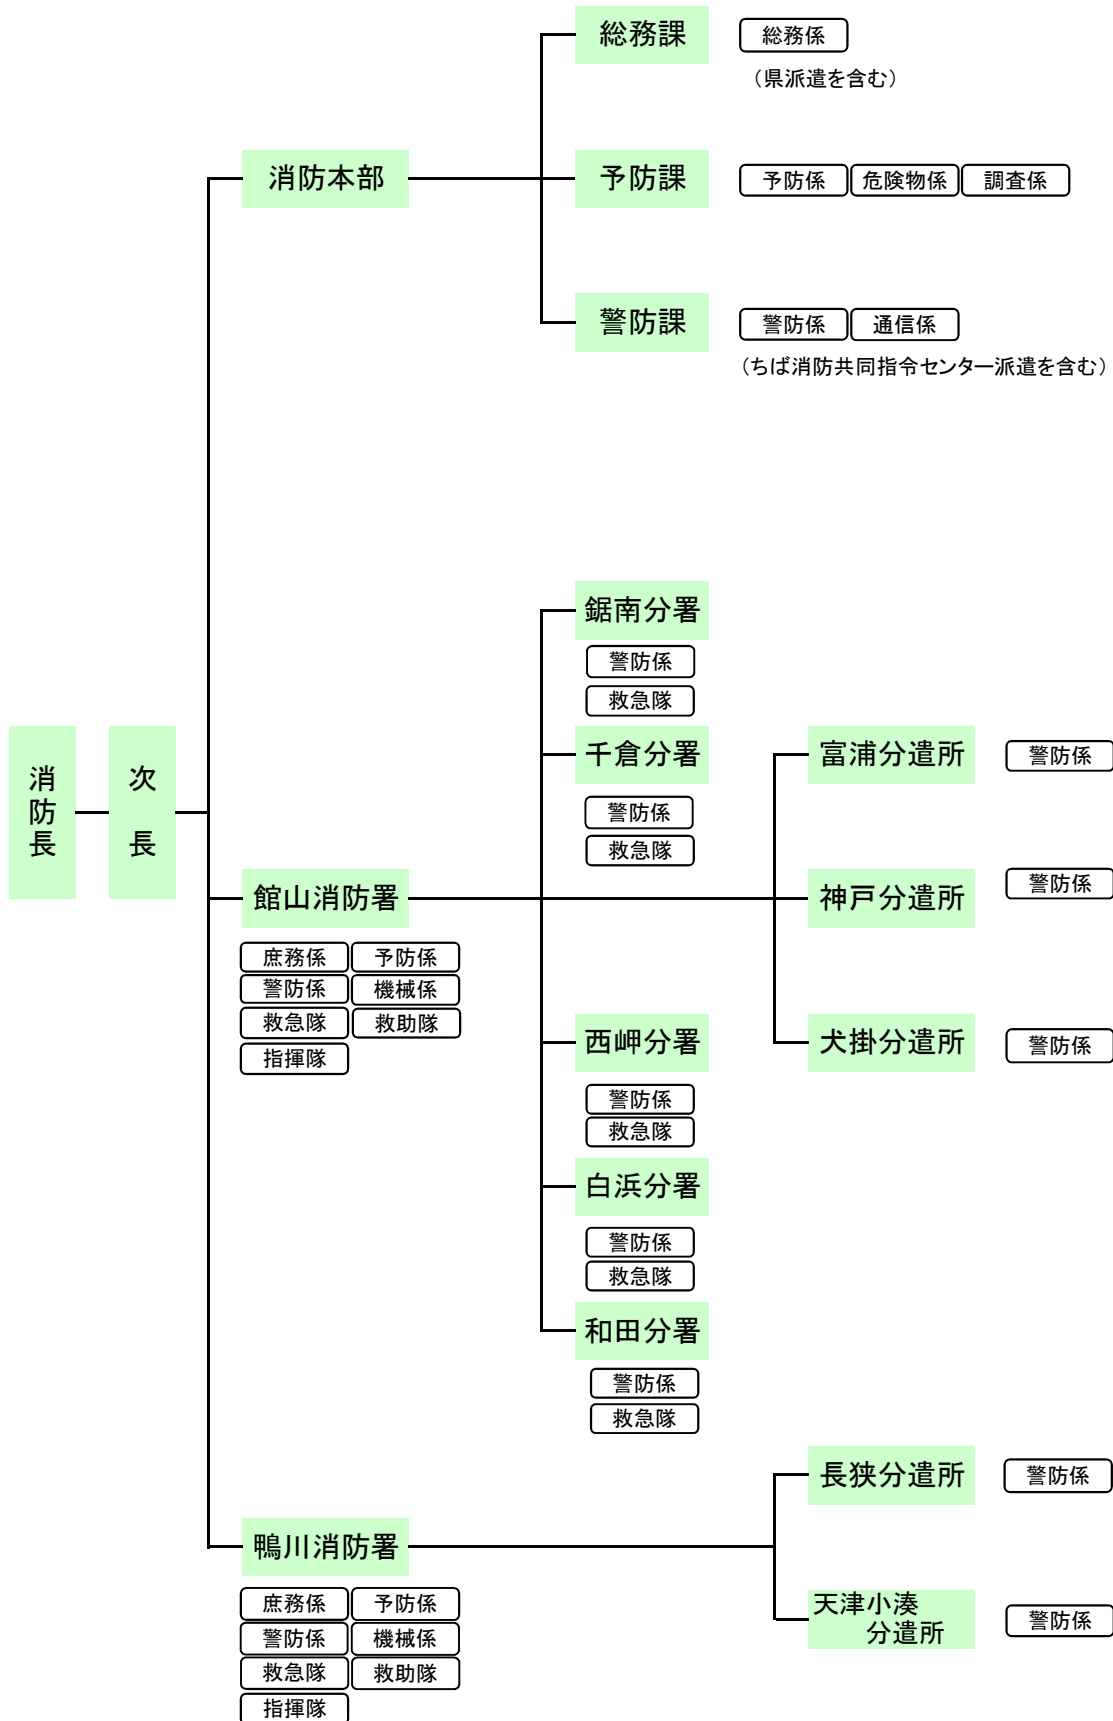 総務課
総務係
（県派遣を含む）
消防本部
予防課
予防係
危険物係
調査係
警防課
警防係
通信係
（ちば消防共同指令センター派遣を含む）
鋸南分署
警防係
救急隊
消防長
次長
千倉分署
警防係
救急隊
富浦分遣所
警防係
館山消防署
庶務係
予防係
警防係
機械係
救急隊
救助隊
指揮隊
神戸分遣所
警防係
西岬分署
警防係
救急隊
犬掛分遣所
警防係
白浜分署
警防係
救急隊
和田分署
警防係
救急隊
鴨川消防署
庶務係
予防係
警防係
機械係
救急隊
救助隊
指揮隊
長狭分遣所
警防係
天津小湊
分遣所
警防係